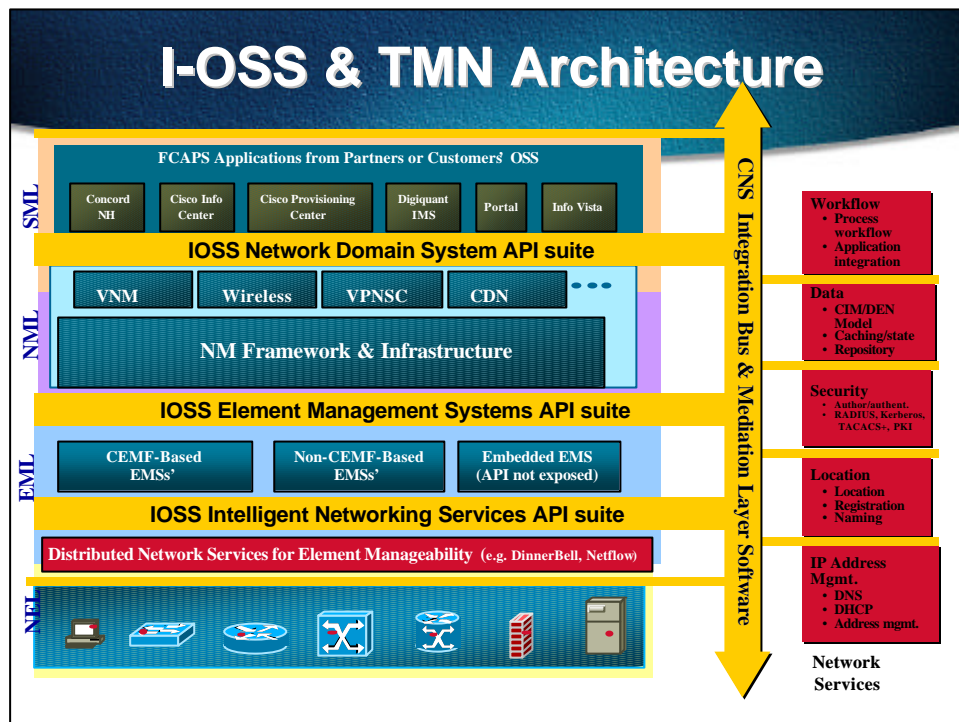 I-OSS & TMN Architecture
FCAPS Applications from Partners or Customers' OSS
Concord
NH
Cisco Info
Center
Cisco Provisioning
Center
Digiquant
IMS
Portal
Info Vista
SML
IOSS Network Domain System API suite
VNM
Wireless
VPNSC
CDN
NML
NM Framework & Infrastructure
IOSS Element Management Systems API suite
EML
CEMF-Based
EMSs'
Non-CEMF-Based
EMSs'
Embedded EMS
(API not exposed)
IOSS Intelligent Networking Services API suite
Distributed Network Services for Element Manageability (e.g. DinnerBell, Netflow)
NEL
CNS Integration Bus & Mediation Layer Software
Workflow
• Process
workflow
• Application
integration
Data
• CIM/DEN
Model
• Caching/state
• Repository
Security
• Author/authent.
• RADIUS, Kerberos,
TACACS+, PKI
Location
• Location
• Registration
• Naming
IP Address
Mgmt.
• DNS
• DHCP
• Address mgmt.
Network
Services